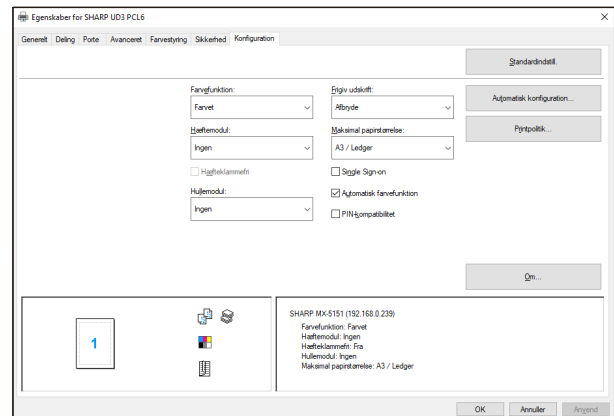 Egenskaber for SHARP UD3 PCL6
Generelt Deling Porte Avanceret Farvestyring Sikkerhed Konfiguration
Standardindstill.
Farvefunktion:
Farvet
Frigiv udskrift:
Afbryde
Automatisk konfiguration...
Hæftemodul:
Ingen
Maksimal papirstørrelse:
A3 / Ledger
Printpolitik...
Hæfteklammefri
Single Sign-on
Hullemodul:
Ingen
Automatisk farvefunktion
PIN-kompatibilitet
Om...
1
SHARP MX-5151 (192.168.0.239)
Farvefunktion: Farvet
Hæftemodul: Ingen
Hæfteklammefri: Fra
Hullemodul: Ingen
Maksimal papirstørrelse: A3 / Ledger
OK Annuller Anvend